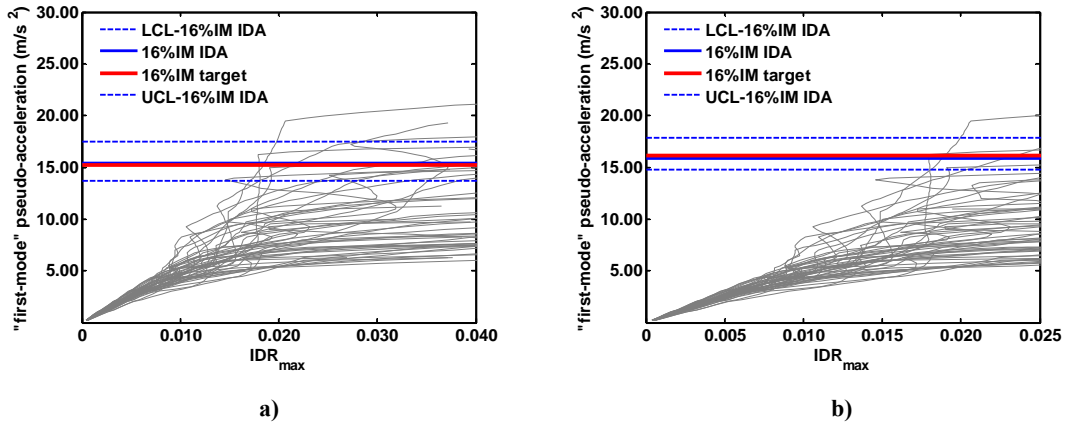 30.00
25.00
20.00
15.00
10.00
5.00
"first-mode" pseudo-acceleration (m/s 2)
LCL-16%IM IDA
16%IM IDA
16%IM target
UCL-16%IM IDA
0 0.010 0.020 0.030 0.040
IDRmax
a)
30.00
25.00
20.00
15.00
10.00
5.00
"first-mode" pseudo-acceleration (m/s 2)
LCL-16%IM IDA
16%IM IDA
16%IM target
UCL-16%IM IDA
0 0.005 0.010 0.015 0.020 0.025
IDRmax
b)